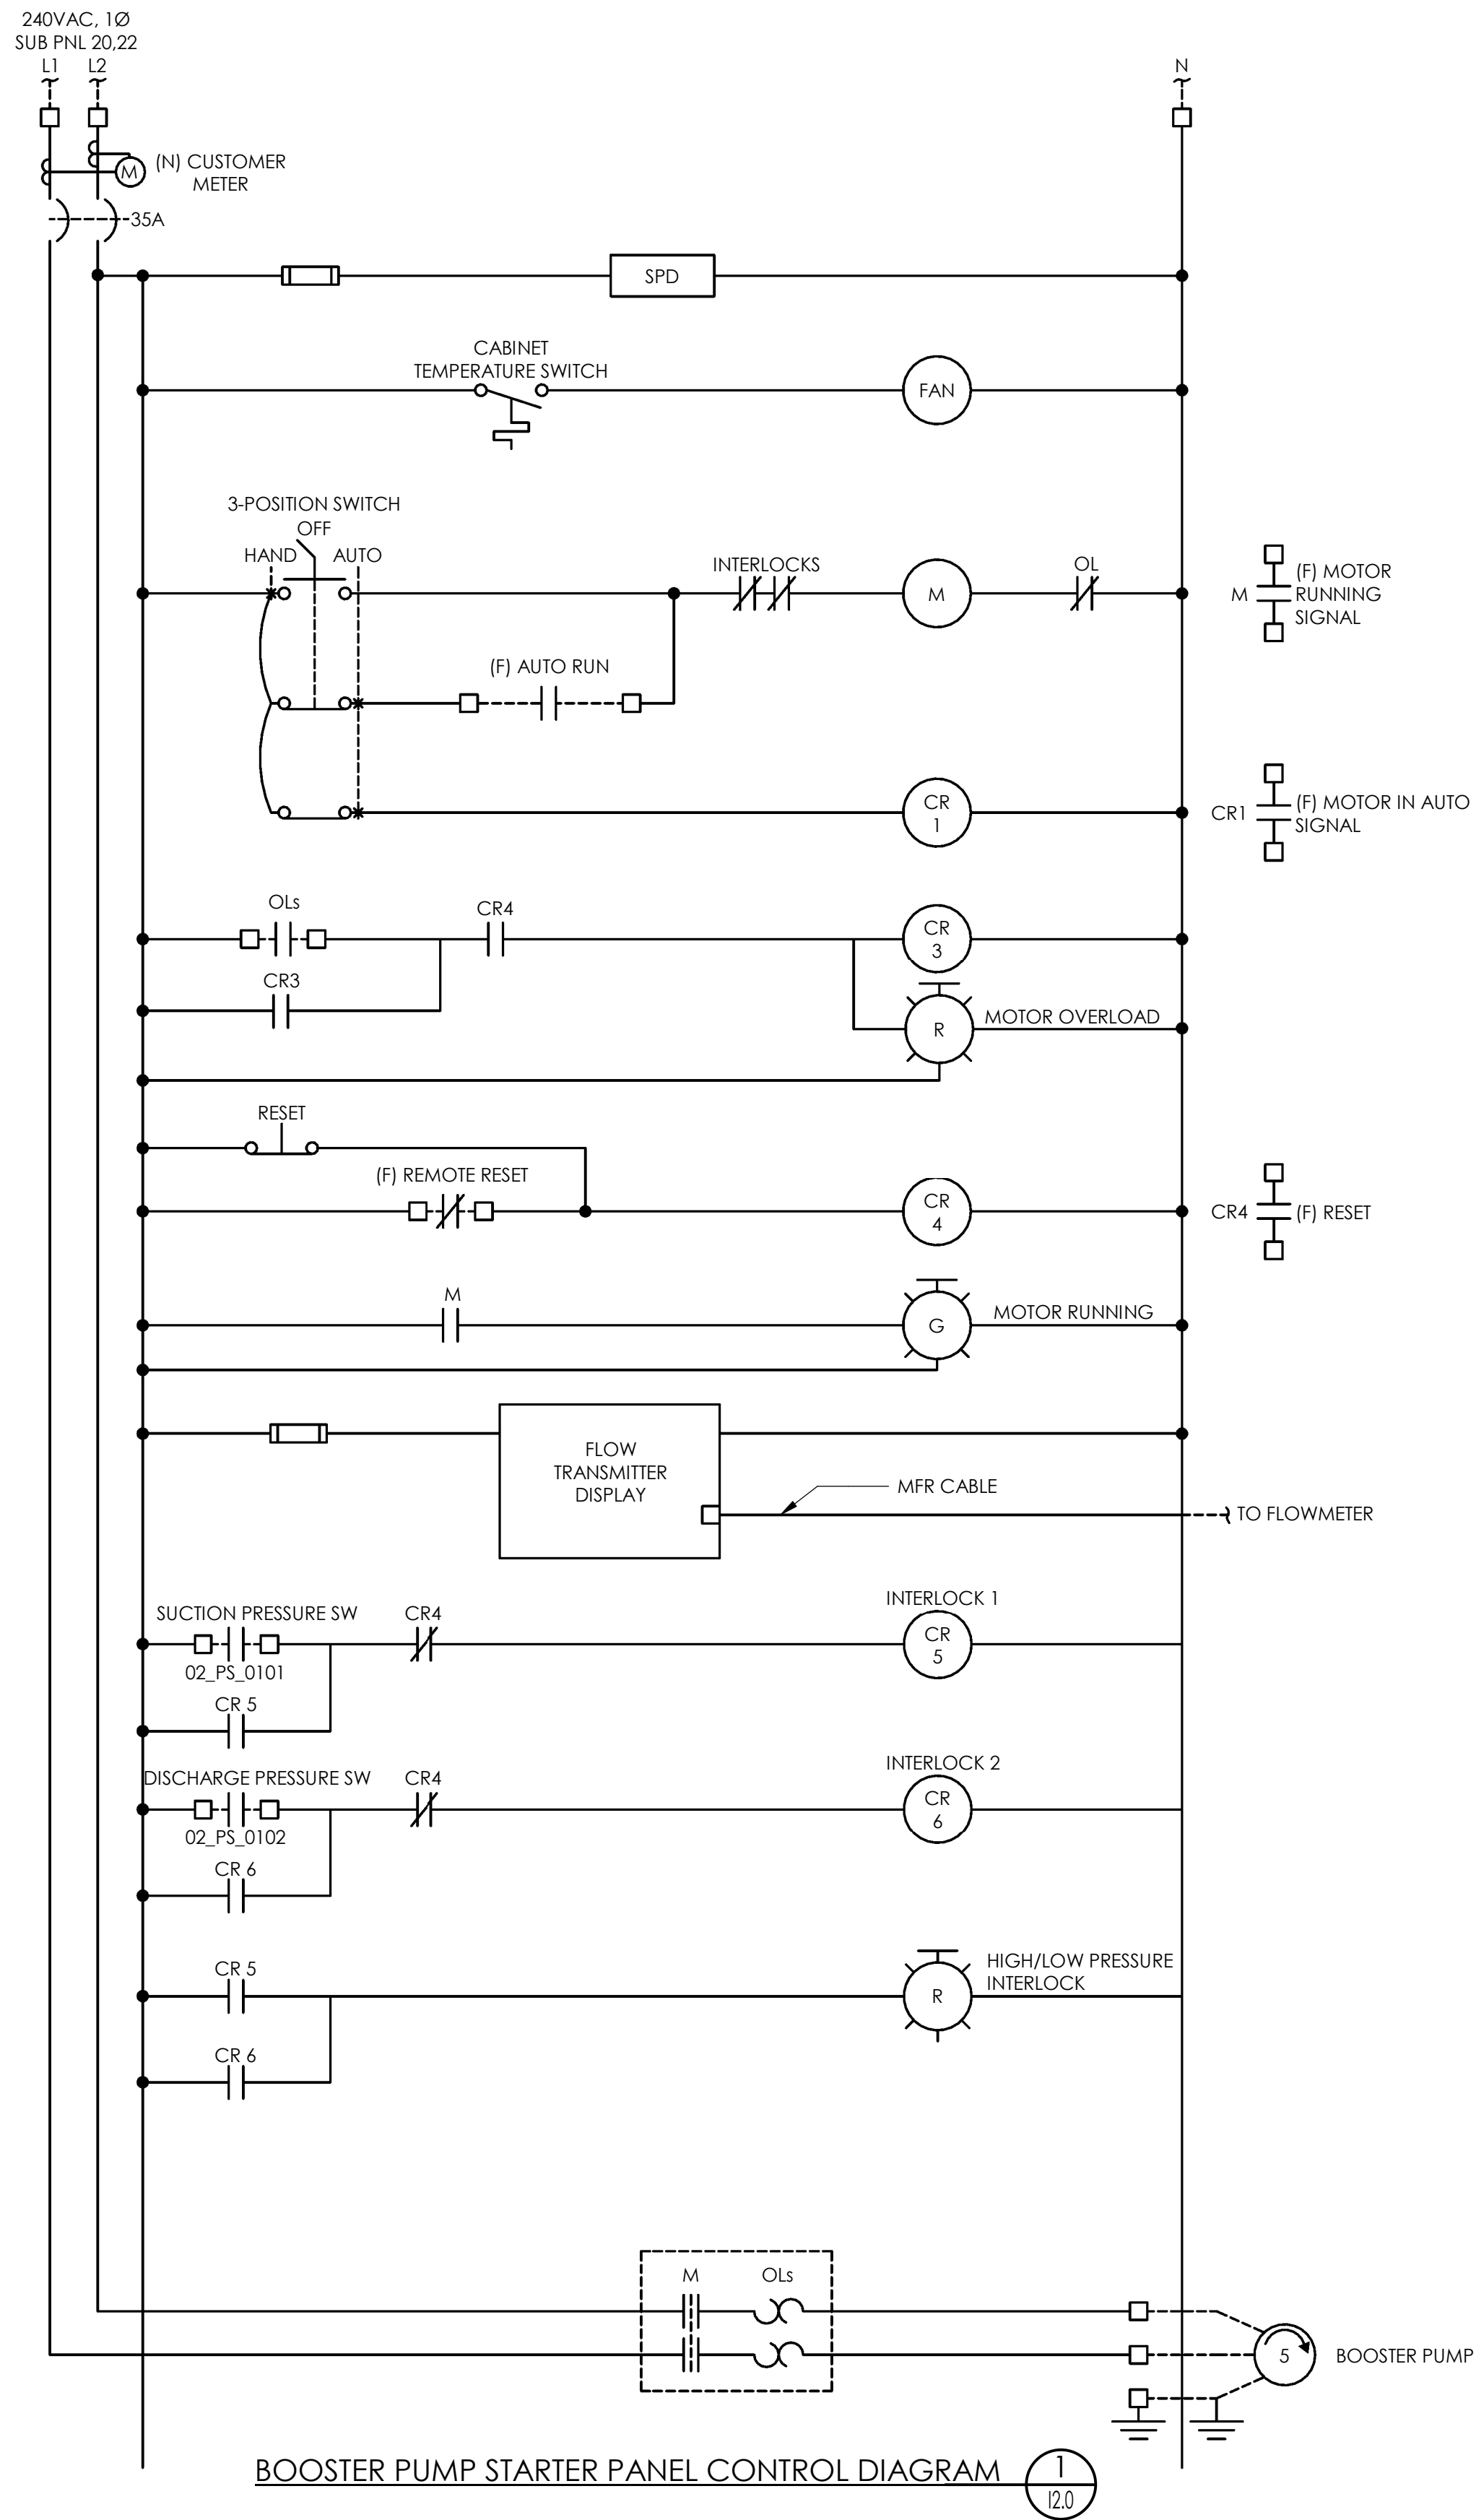 240VAC, 1Ø
SUB PNL 20,22
L1 L2
N
M
(N) CUSTOMER
METER
35A
SPD
CABINET
TEMPERATURE SWITCH
FAN
3-POSITION SWITCH
OFF
HAND AUTO
INTERLOCKS
M
OL
M
(F) MOTOR
RUNNING
SIGNAL
(F) AUTO RUN
CR
1
CR1
(F) MOTOR IN AUTO
SIGNAL
OLs
CR4
CR
3
CR3
R
MOTOR OVERLOAD
RESET
(F) REMOTE RESET
CR
4
CR4
(F) RESET
M
G
MOTOR RUNNING
FLOW
TRANSMITTER
DISPLAY
MFR CABLE
TO FLOWMETER
SUCTION PRESSURE SW
CR4
INTERLOCK 1
CR
5
02_PS_0101
CR 5
DISCHARGE PRESSURE SW
CR4
INTERLOCK 2
CR
6
02_PS_0102
CR 6
CR 5
R
HIGH/LOW PRESSURE
INTERLOCK
CR 6
M
OLs
5
BOOSTER PUMP
BOOSTER PUMP STARTER PANEL CONTROL DIAGRAM
1
I2.0